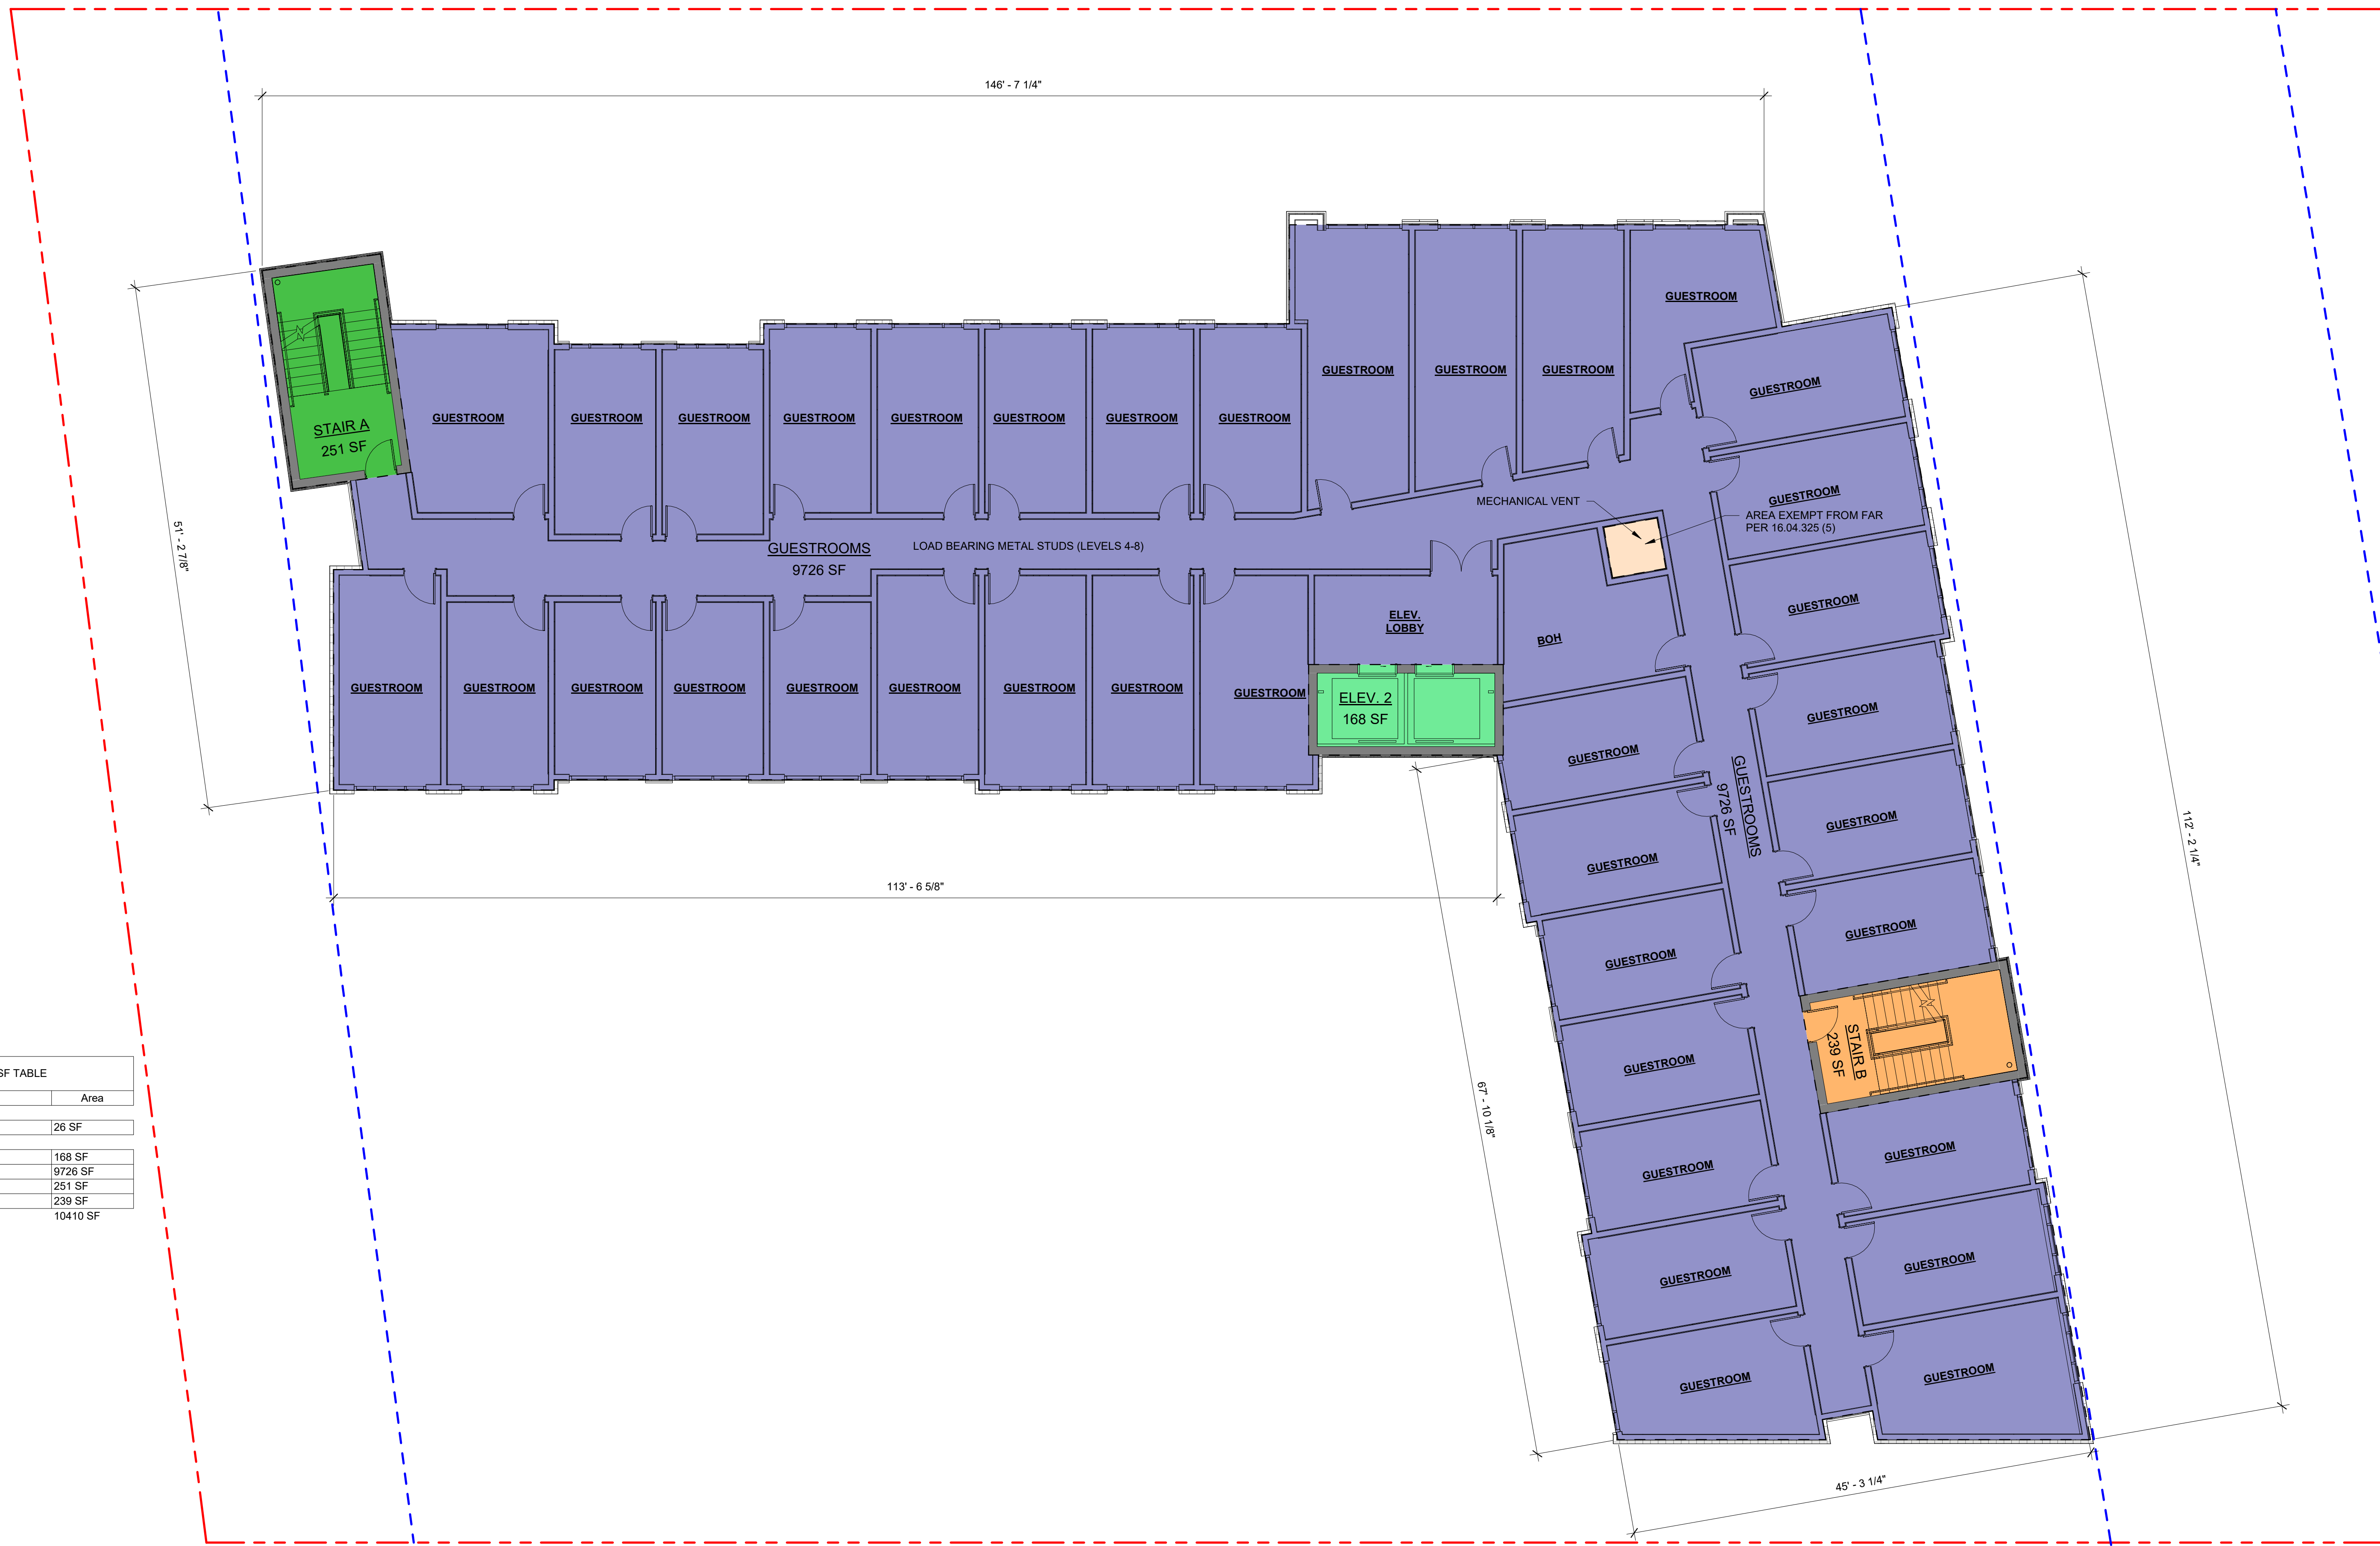 146' - 7 1/4"
GUESTROOM
GUESTROOM
GUESTROOM
GUESTROOM
GUESTROOM
GUESTROOM
STAIR A
251 SF
GUESTROOM
GUESTROOM
GUESTROOM
GUESTROOM
GUESTROOM
GUESTROOM
GUESTROOM
GUESTROOM
GUESTROOM
MECHANICAL VENT
AREA EXEMPT FROM FAR
PER 16.04.325 (5)
51' - 2 7/8"
GUESTROOMS
9726 SF
LOAD BEARING METAL STUDS (LEVELS 4-8)
GUESTROOM
ELEV.
LOBBY
BOH
GUESTROOM
GUESTROOM
GUESTROOM
GUESTROOM
GUESTROOM
GUESTROOM
GUESTROOM
GUESTROOM
GUESTROOM
ELEV. 2
168 SF
GUESTROOM
GUESTROOM
GUESTROOMS
9726 SF
GUESTROOM
112' - 2 1/4"
GUESTROOM
113' - 6 5/8"
GUESTROOM
GUESTROOM
STAIR B
239 SF
GUESTROOM
67' - 10 1/8"
GUESTROOM
GUESTROOM
GUESTROOM
GUESTROOM
GUESTROOM
GUESTROOM
45' - 3 1/4"
SF TABLE
Area
26 SF
168 SF
9726 SF
251 SF
239 SF
10410 SF